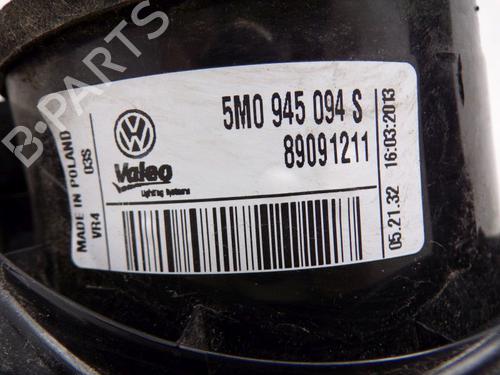 B-PARTS
MADE IN POLAND
03S
VR4
Valeo
Lighting Systems
5M0 945 094 S
89091211
05.21.32 16:03:2013